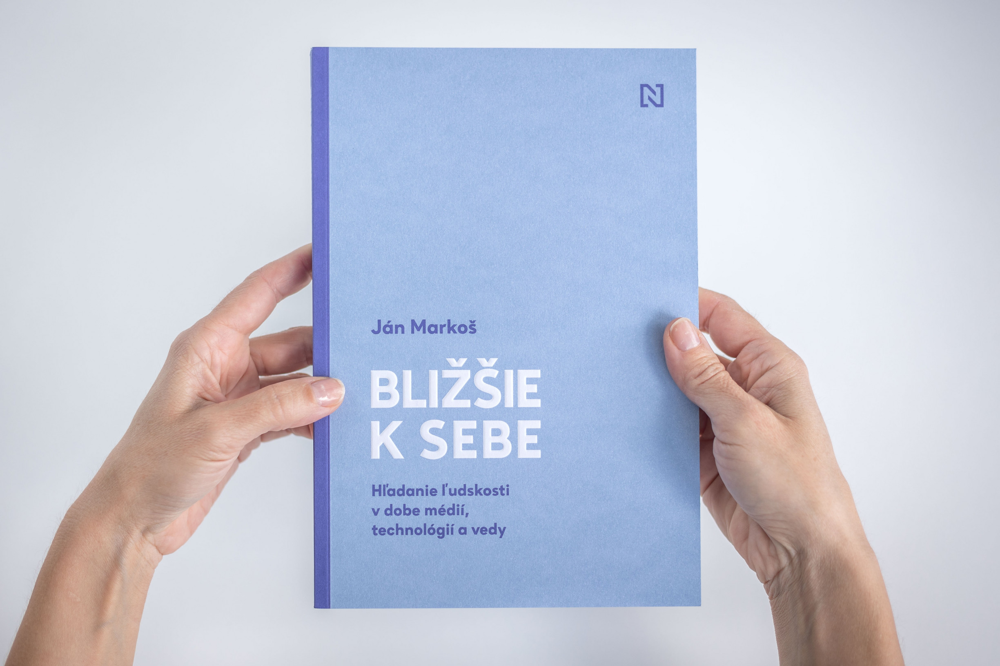 N
Ján Markoš
BLIŽŠIE
K SEBE
Hľadanie ľudskosti
v dobe médií,
technológií a vedy